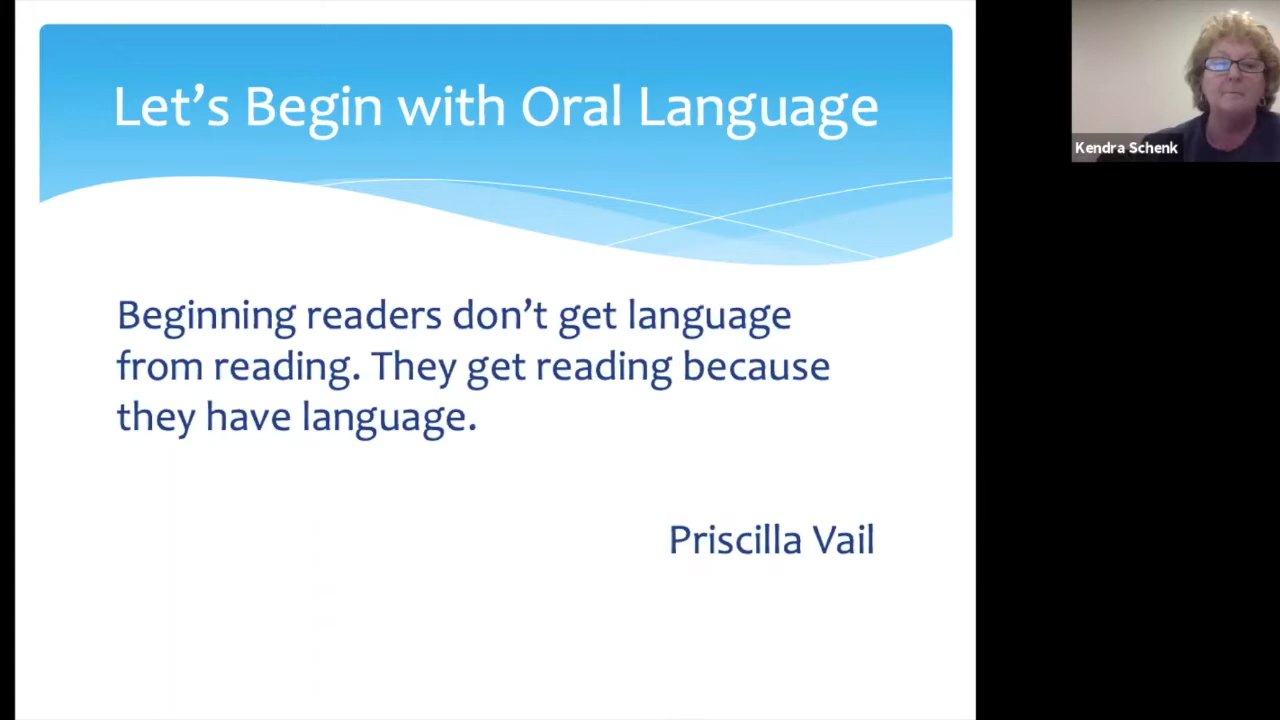 Let’s Begin with Oral Language
Kendra Schenk
Beginning readers don’t get language
from reading. They get reading because
they have language.
Priscilla Vail